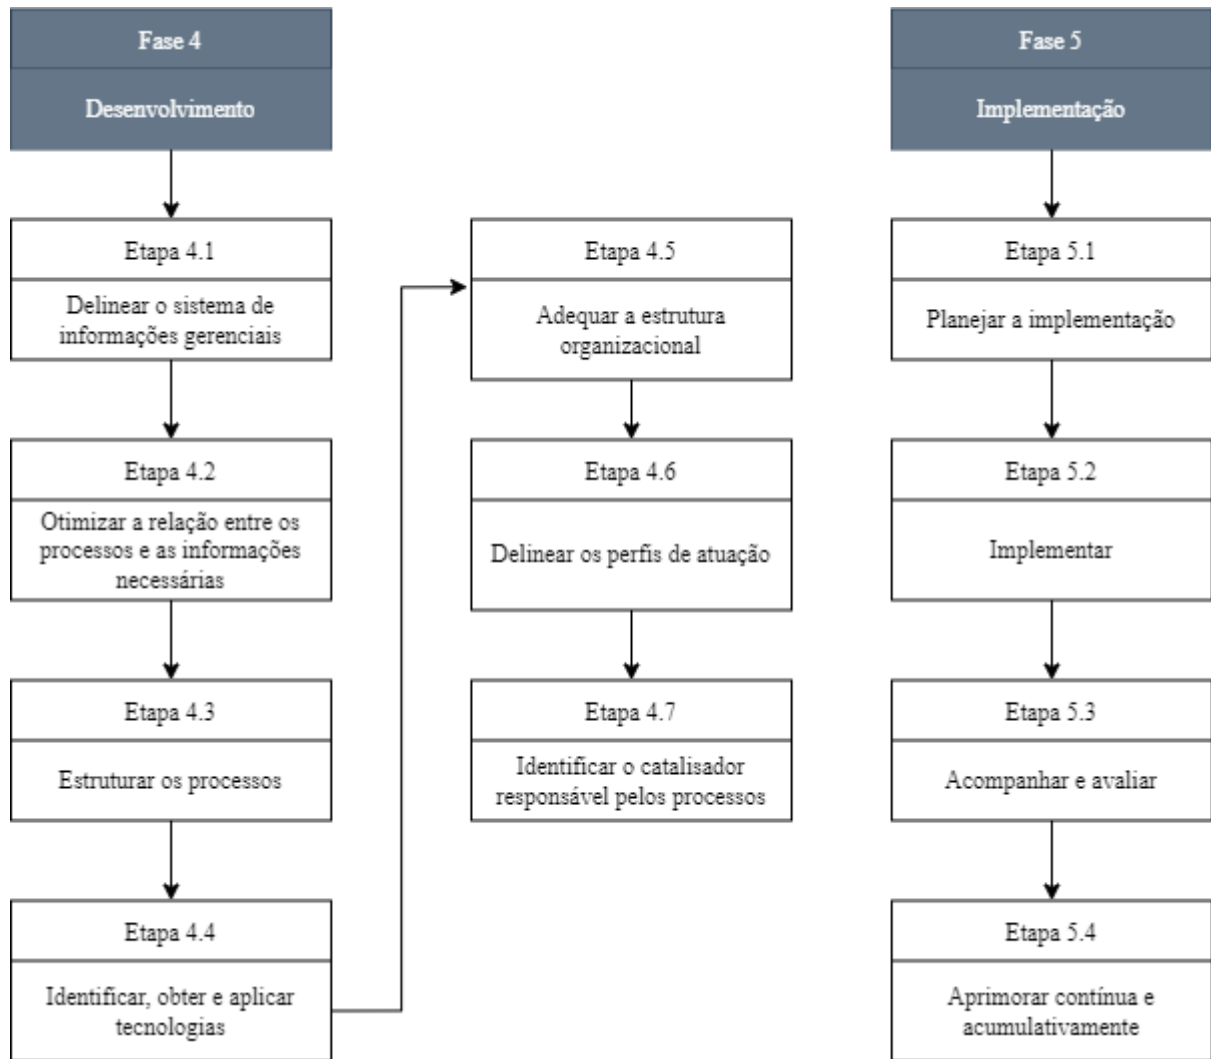 Fase 4
Desenvolvimento
Etapa 4.1
Delinear o sistema de
informações gerenciais
Etapa 4.2
Otimizar a relação entre os
processos e as informações
necessárias
Etapa 4.3
Estruturar os processos
Etapa 4.4
Identificar, obter e aplicar
tecnologias
Etapa 4.5
Adequar a estrutura
organizacional
Etapa 4.6
Delinear os perfis de atuação
Etapa 4.7
Identificar o catalisador
responsável pelos processos
Fase 5
Implementação
Etapa 5.1
Planejar a implementação
Etapa 5.2
Implementar
Etapa 5.3
Acompanhar e avaliar
Etapa 5.4
Aprimorar contínua e
acumulativamente